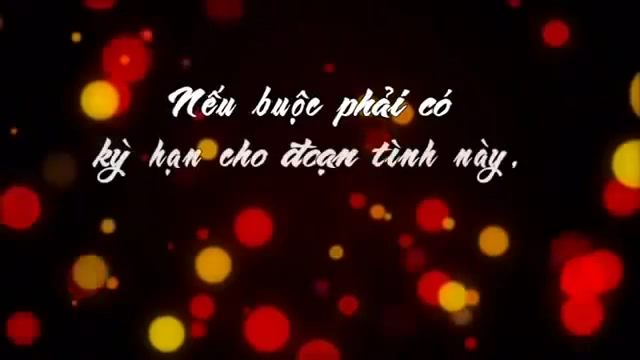 Nếu buộc phải có
kỳ hạn cho đoạn tình này,